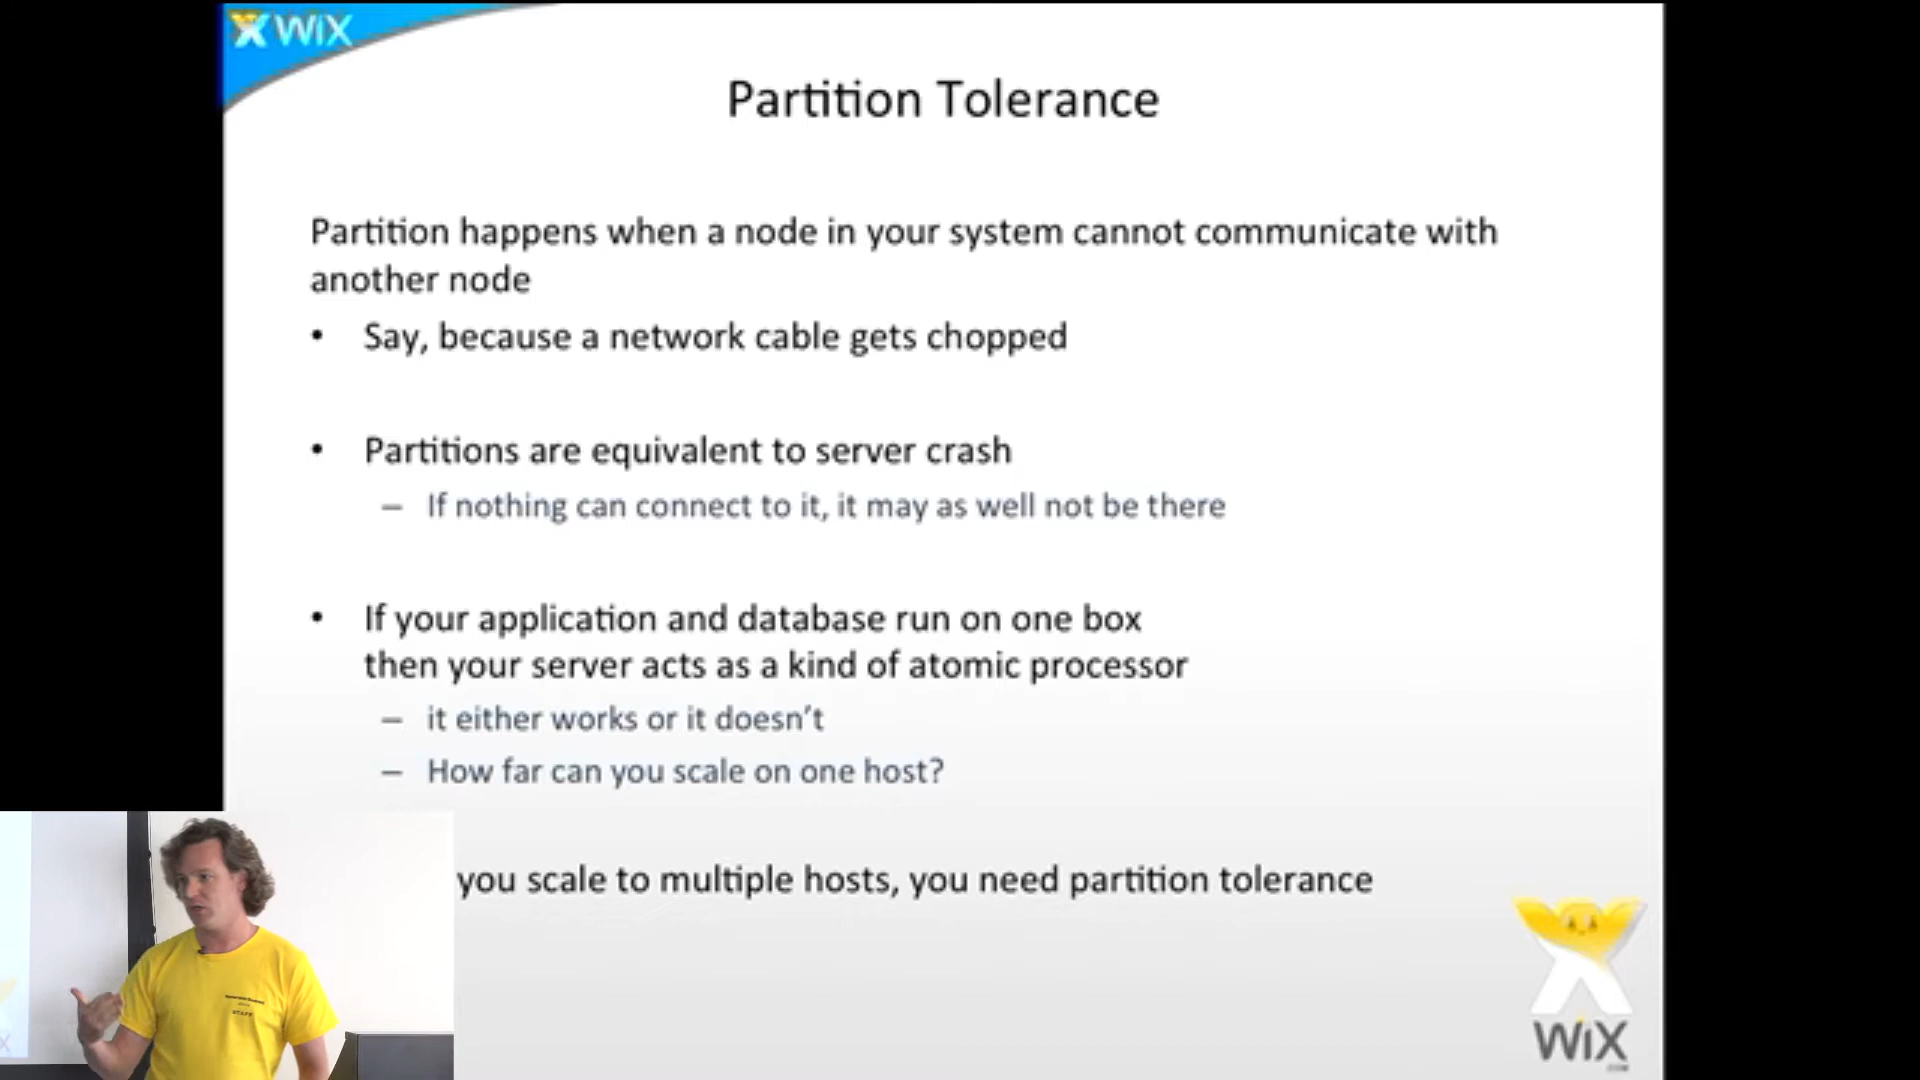 WiX
Partition Tolerance
Partition happens when a node in your system cannot communicate with
another node
• Say, because a network cable gets chopped
• Partitions are equivalent to server crash
– If nothing can connect to it, it may as well not be there
• If your application and database run on one box
then your server acts as a kind of atomic processor
– it either works or it doesn't
– How far can you scale on one host?
you scale to multiple hosts, you need partition tolerance
STAFF
WiX
.COM